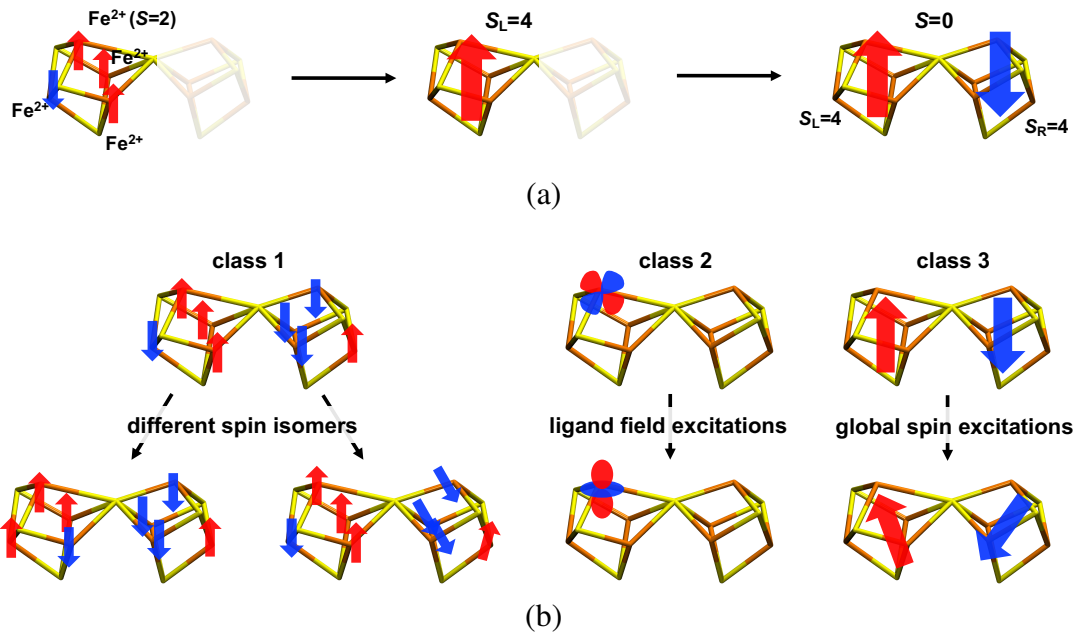 Fe²⁺ (S=2)
Fe²⁺
Fe²⁺
Fe²⁺
S_L=4
S=0
S_L=4
S_R=4
(a)
class 1
class 2
class 3
different spin isomers
ligand field excitations
global spin excitations
(b)